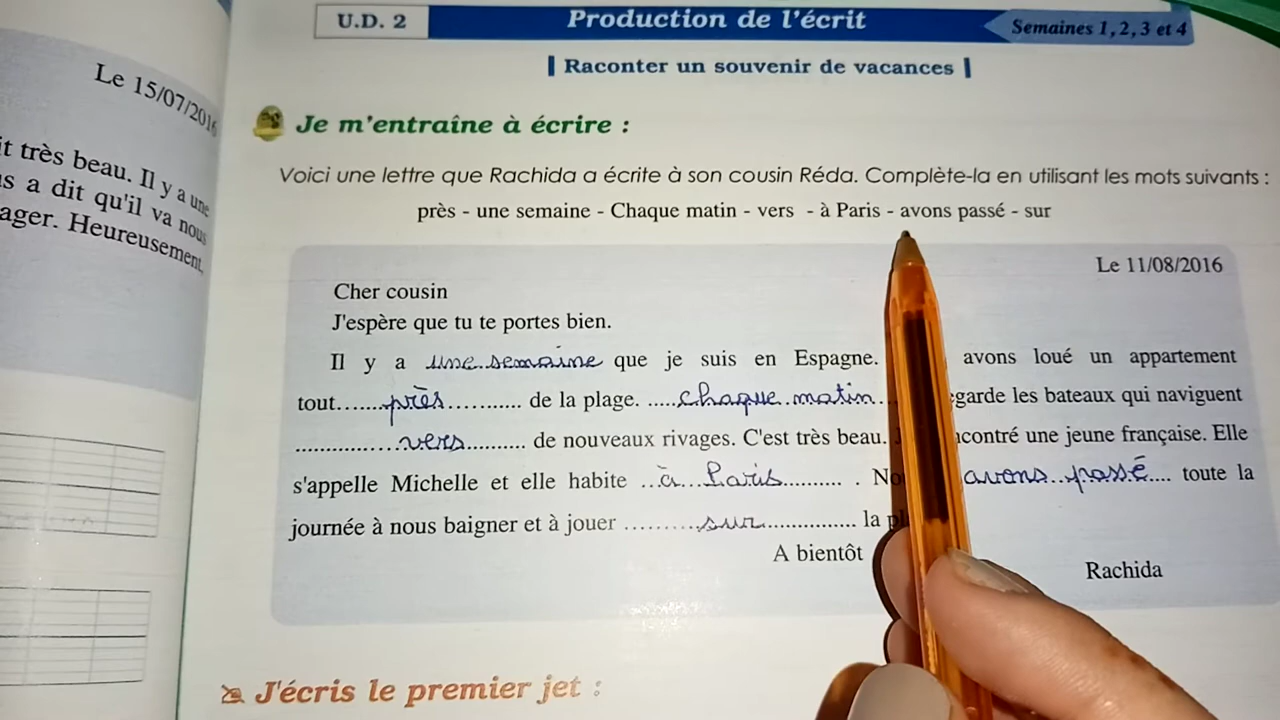 Le 15/07/2016
it très beau. Il y a une
s a dit qu'il va nous
ager. Heureusement,
U.D. 2
Production de l'écrit
Semaines 1, 2, 3 et 4
Raconter un souvenir de vacances
Je m'entraîne à écrire :
Voici une lettre que Rachida a écrite à son cousin Réda. Complète-la en utilisant les mots suivants :
près - une semaine - Chaque matin - vers - à Paris - avons passé - sur
Le 11/08/2016
Cher cousin
J'espère que tu te portes bien.
Il y a une semaine que je suis en Espagne. avons loué un appartement
tout.......près............ de la plage. .....chaque matin.. garde les bateaux qui naviguent
..................vers.......... de nouveaux rivages. C'est très beau. contré une jeune française. Elle
s'appelle Michelle et elle habite ..à Paris.......... . No avons passé.... toute la
journée à nous baigner et à jouer ..........sur............... la pl
A bientôt
Rachida
J'écris le premier jet :